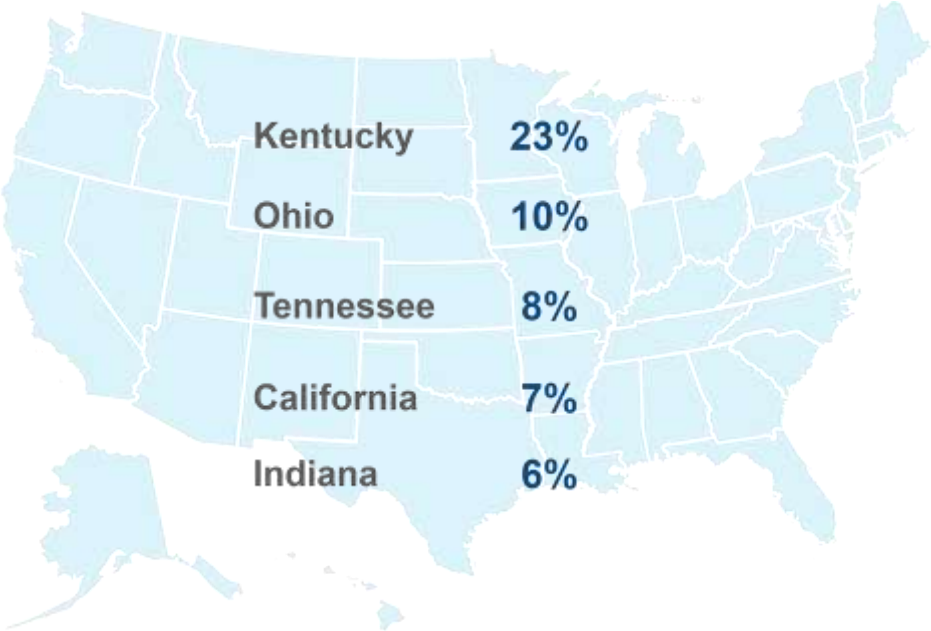 Kentucky 23%
Ohio 10%
Tennessee 8%
California 7%
Indiana 6%